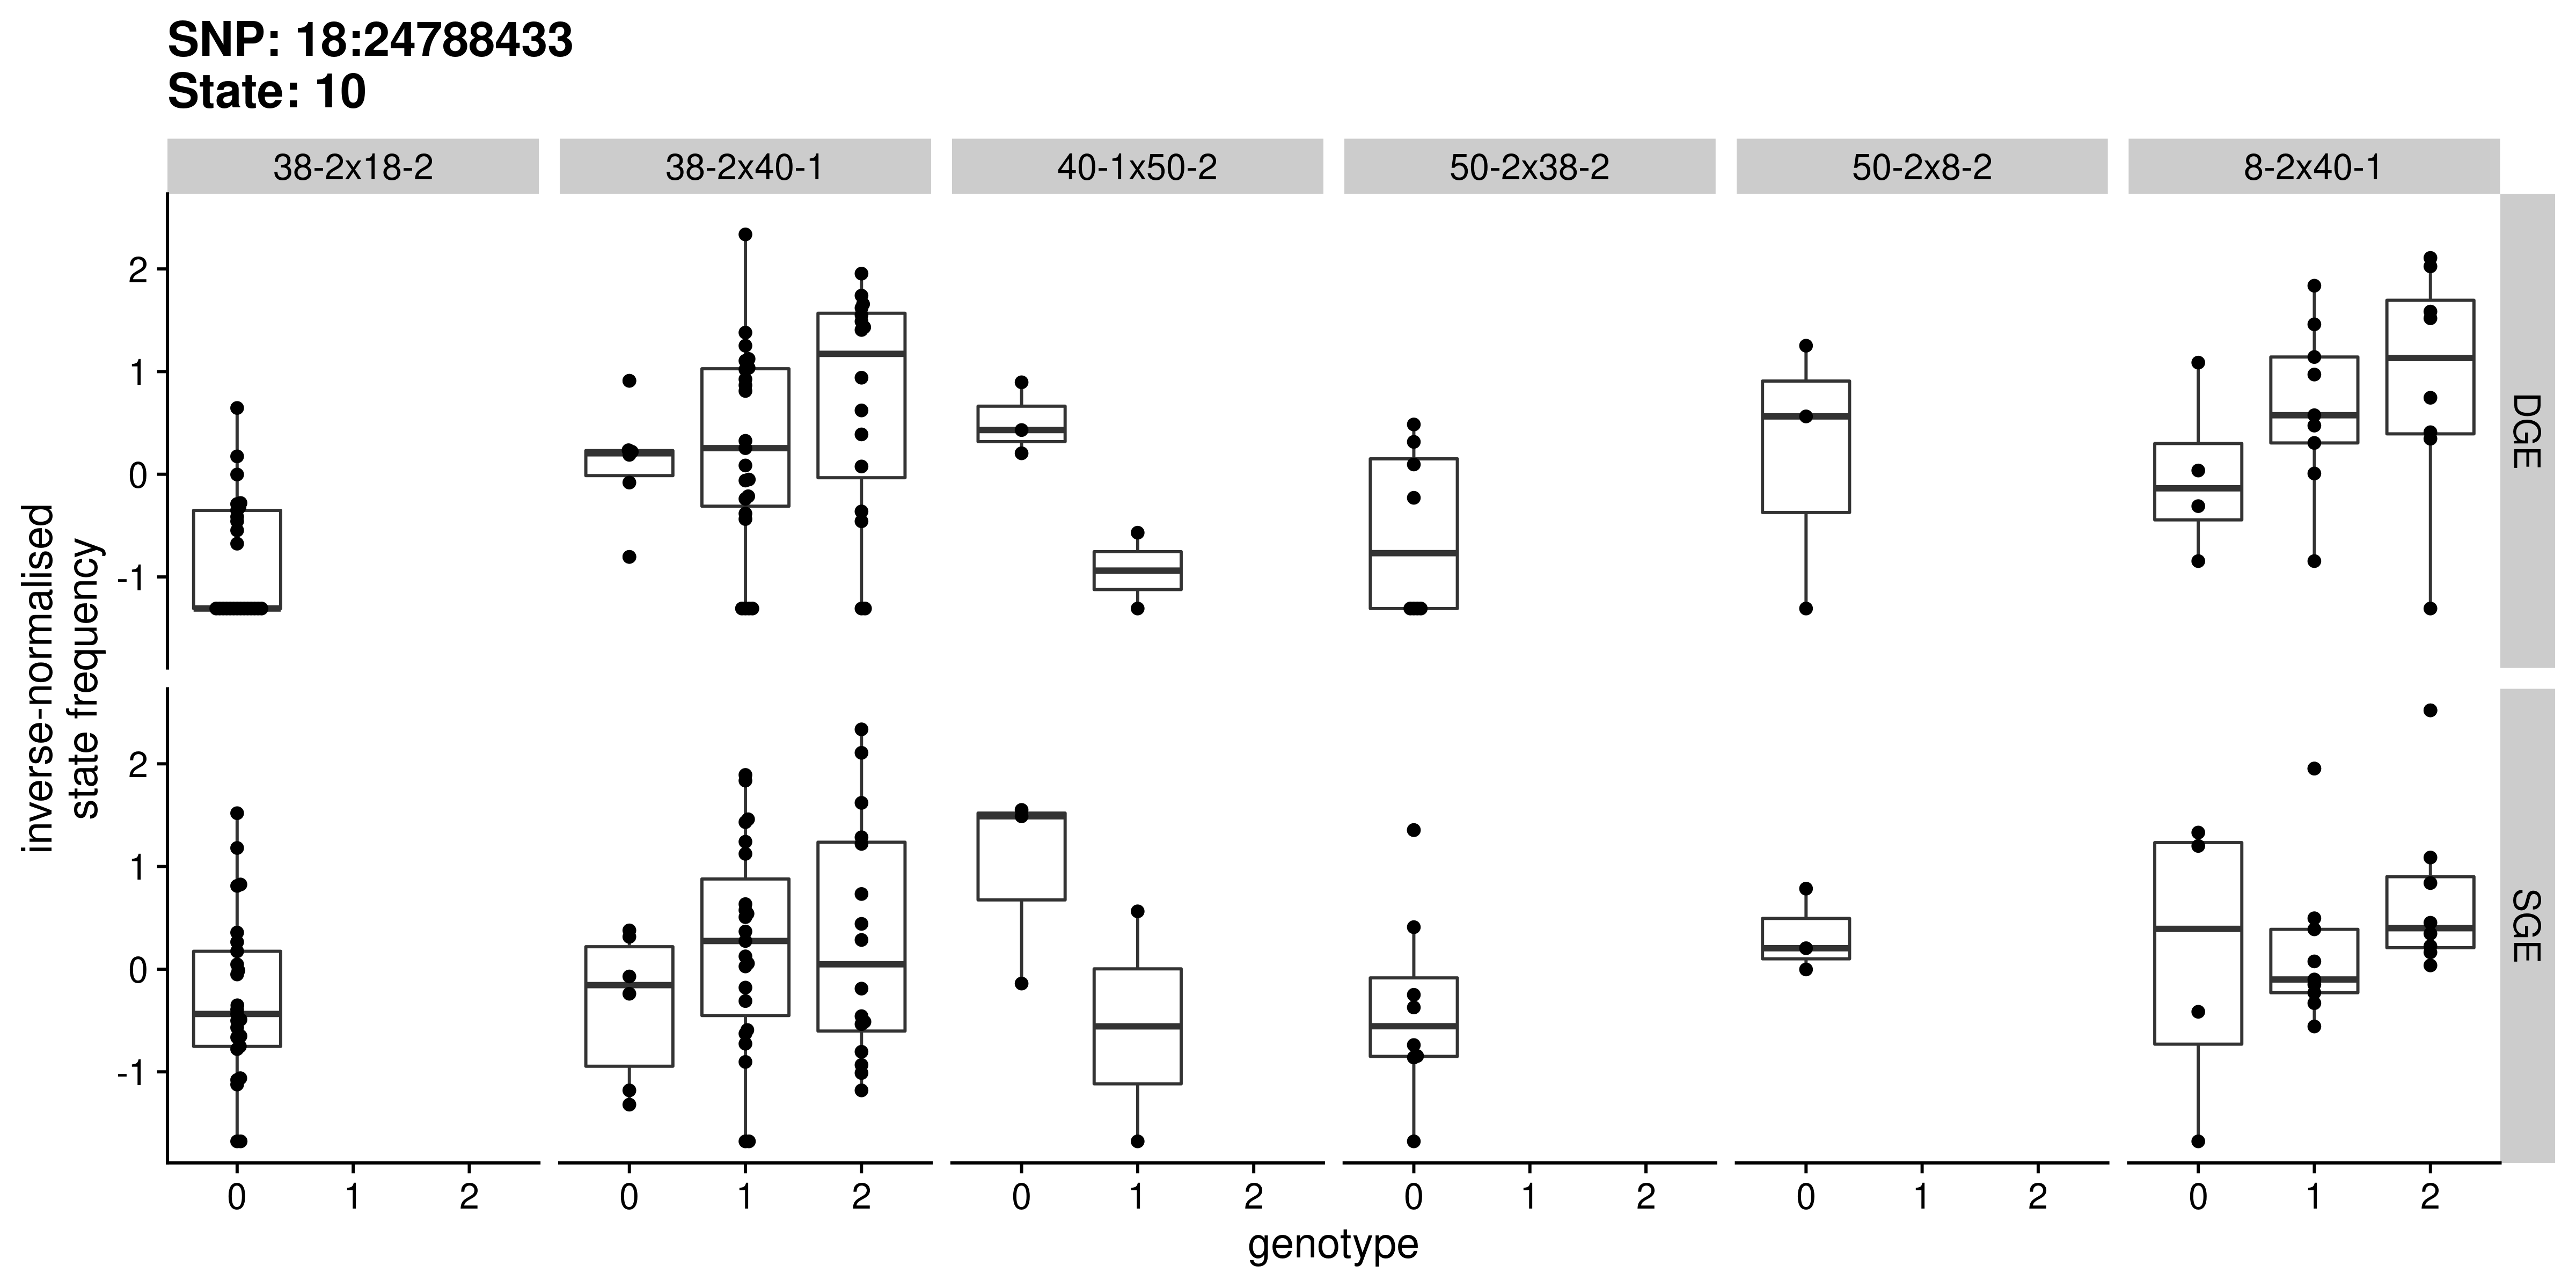 SNP: 18:24788433
State: 10
38-2x18-2 38-2x40-1 40-1x50-2 50-2x38-2 50-2x8-2 8-2x40-1
inverse-normalised
state frequency
2
1
0
-1
DGE
2
1
0
-1
SGE
0 1 2 0 1 2 0 1 2 0 1 2 0 1 2 0 1 2
genotype